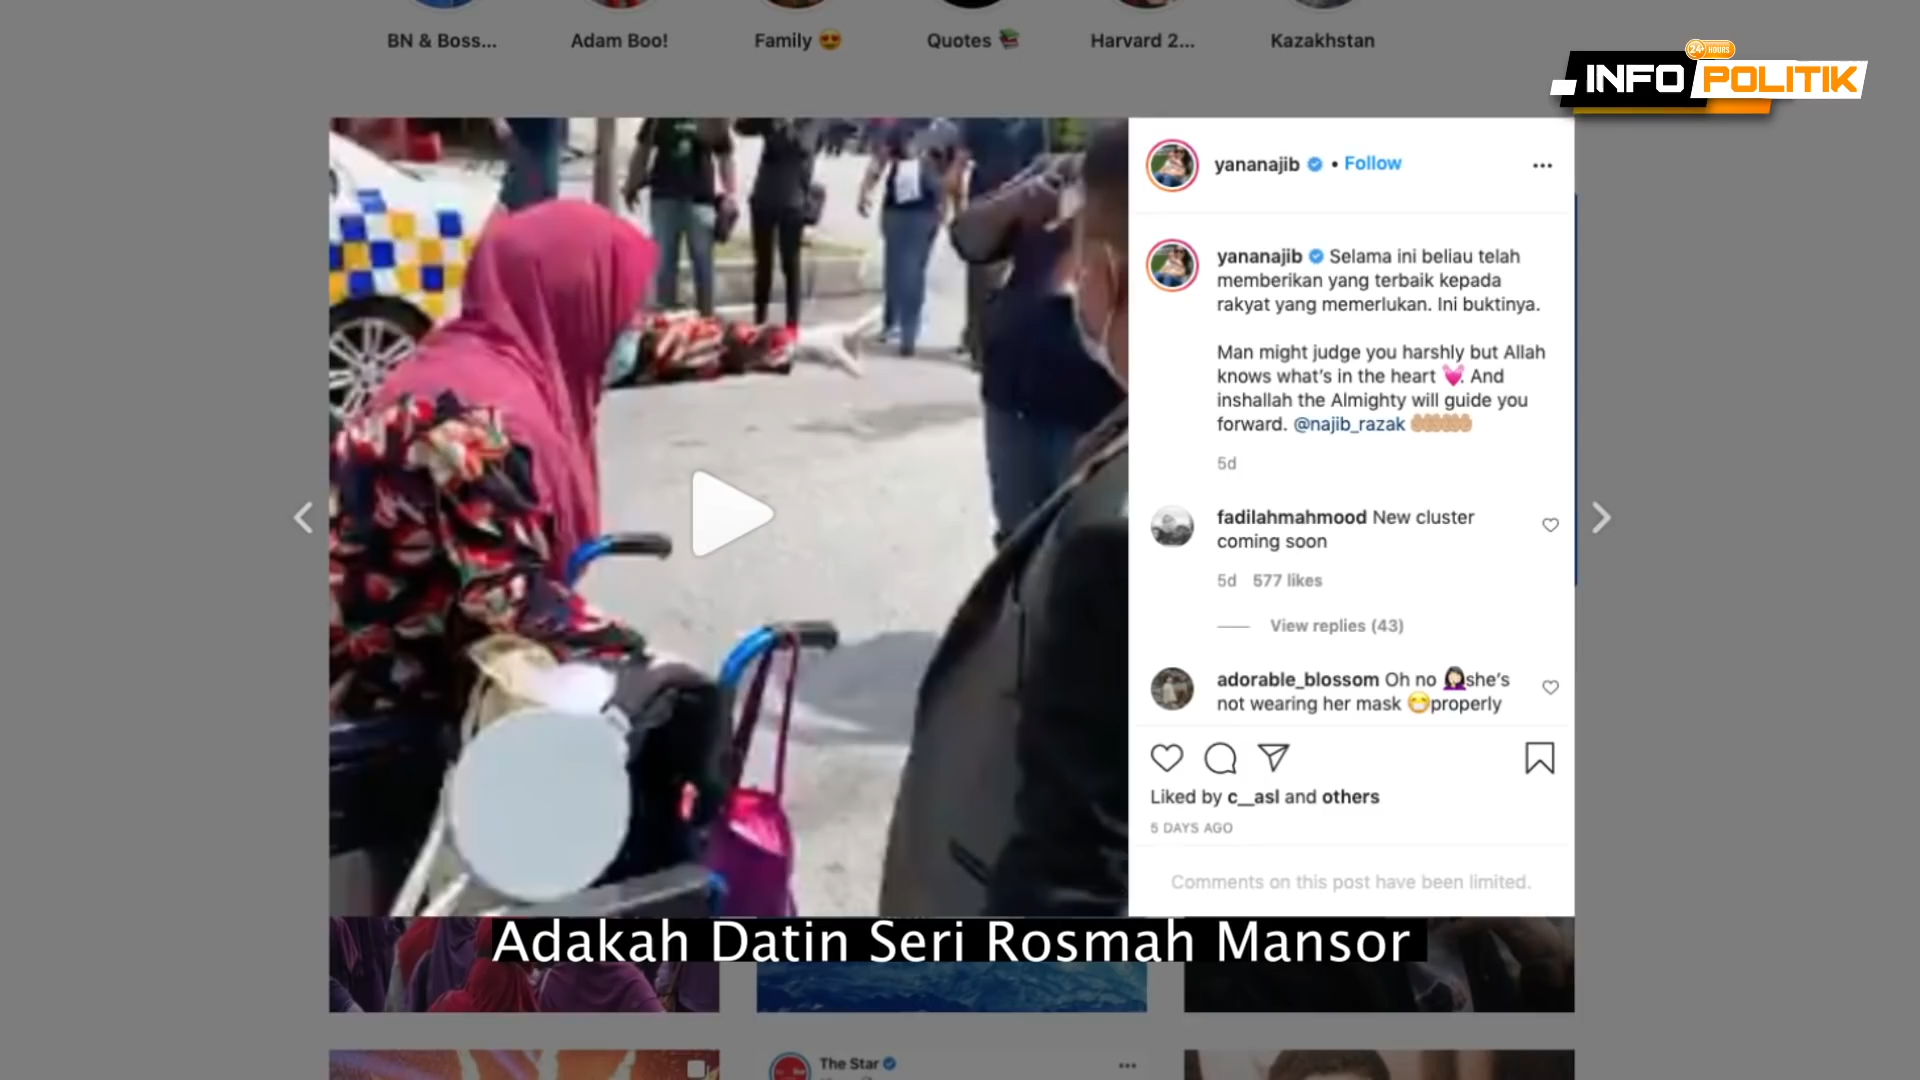 BN & Boss...
Adam Boo!
Family 😍
Quotes 📚
Harvard 2...
Kazakhstan
24+ HOURS
INFO POLITIK
yananajib • Follow
yananajib Selama ini beliau telah
memberikan yang terbaik kepada
rakyat yang memerlukan. Ini buktinya.
Man might judge you harshly but Allah
knows what's in the heart 💓. And
inshallah the Almighty will guide you
forward. @najib_razak 👏🏼👏🏼👏🏼
5d
fadilahmahmood New cluster
coming soon
5d 577 likes
View replies (43)
adorable_blossom Oh no 🤦🏻‍♀️she's
not wearing her mask 😷properly
Liked by c__asl and others
5 DAYS AGO
Comments on this post have been limited.
Adakah Datin Seri Rosmah Mansor
The Star